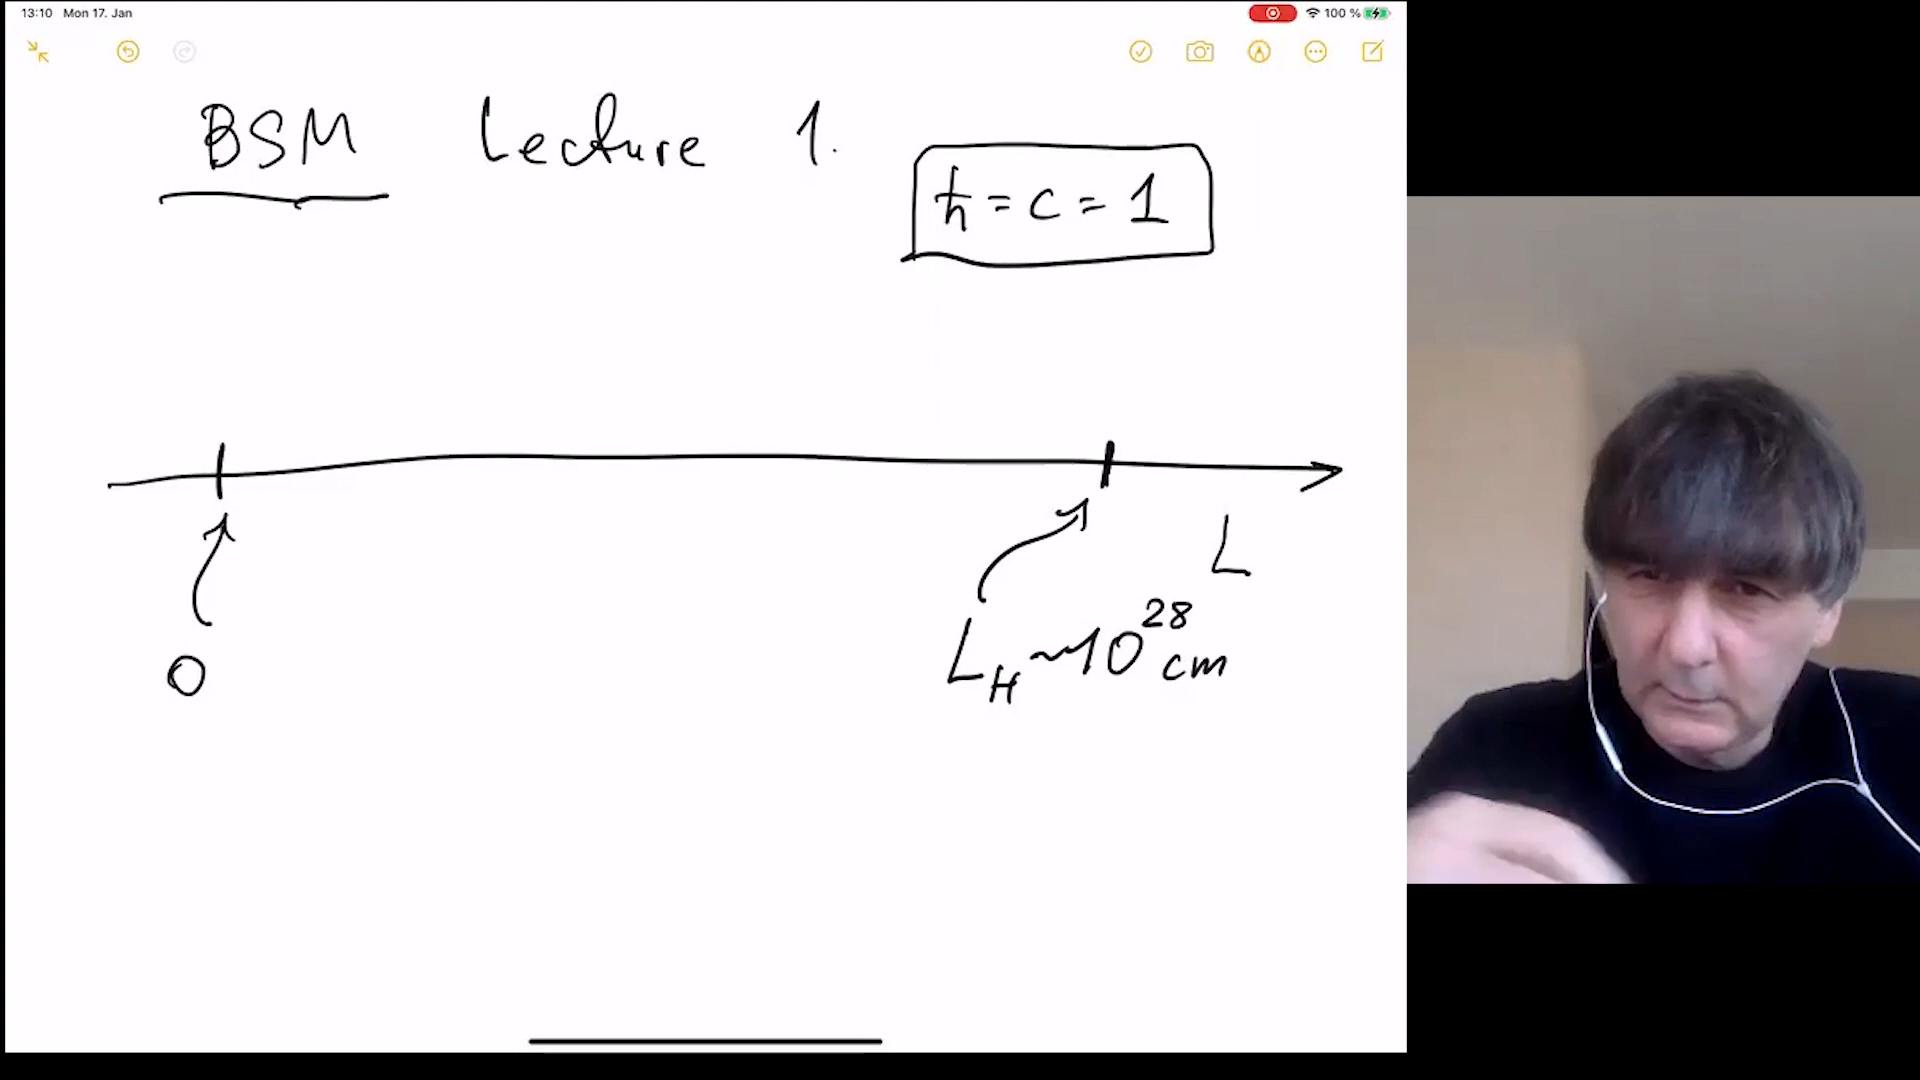 13:10 Mon 17. Jan 100 %
BSM Lecture 1.
ħ = c = 1
L
0
L_H ~ 10^28 cm